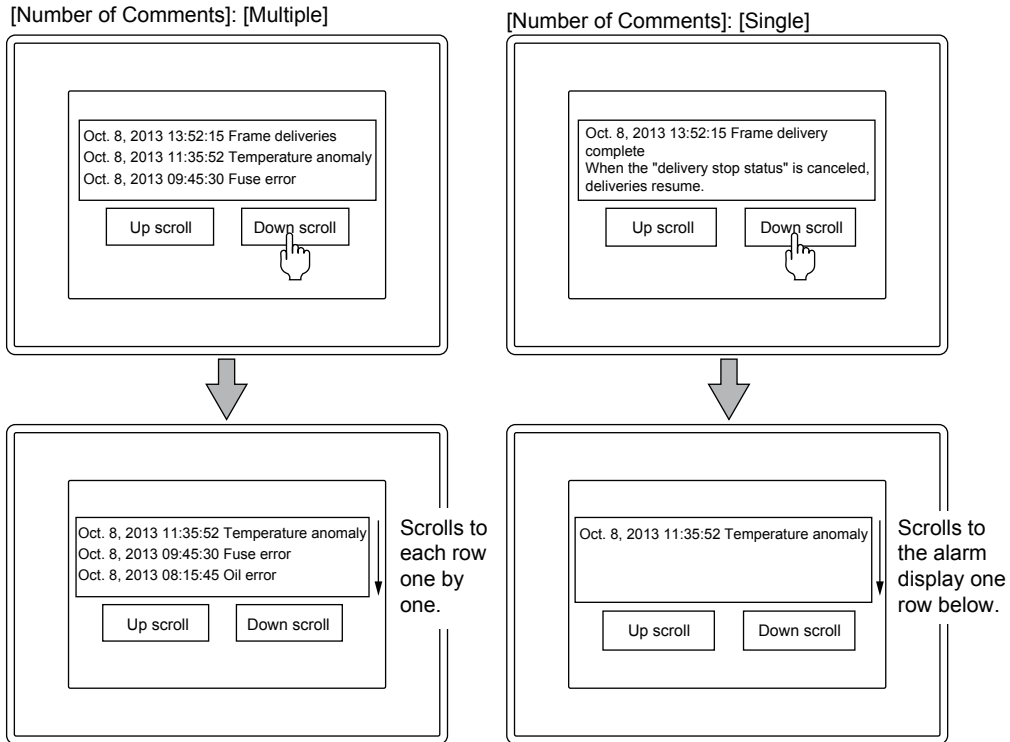 [Number of Comments]: [Multiple]
Oct. 8, 2013 13:52:15 Frame deliveries
Oct. 8, 2013 11:35:52 Temperature anomaly
Oct. 8, 2013 09:45:30 Fuse error
Up scroll
Down scroll
[Number of Comments]: [Single]
Oct. 8, 2013 13:52:15 Frame delivery
complete
When the "delivery stop status" is canceled,
deliveries resume.
Up scroll
Down scroll
Oct. 8, 2013 11:35:52 Temperature anomaly
Oct. 8, 2013 09:45:30 Fuse error
Oct. 8, 2013 08:15:45 Oil error
Up scroll
Down scroll
Scrolls to
each row
one by
one.
Oct. 8, 2013 11:35:52 Temperature anomaly
Up scroll
Down scroll
Scrolls to
the alarm
display one
row below.